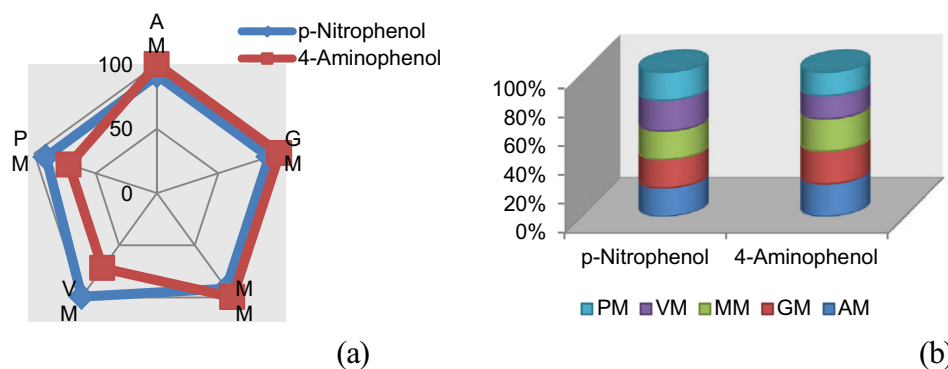 A
M
p-Nitrophenol
4-Aminophenol
100
50
0
G
M
M
M
V
M
P
M
(a)
100%
80%
60%
40%
20%
0%
p-Nitrophenol 4-Aminophenol
PM VM MM GM AM
(b)